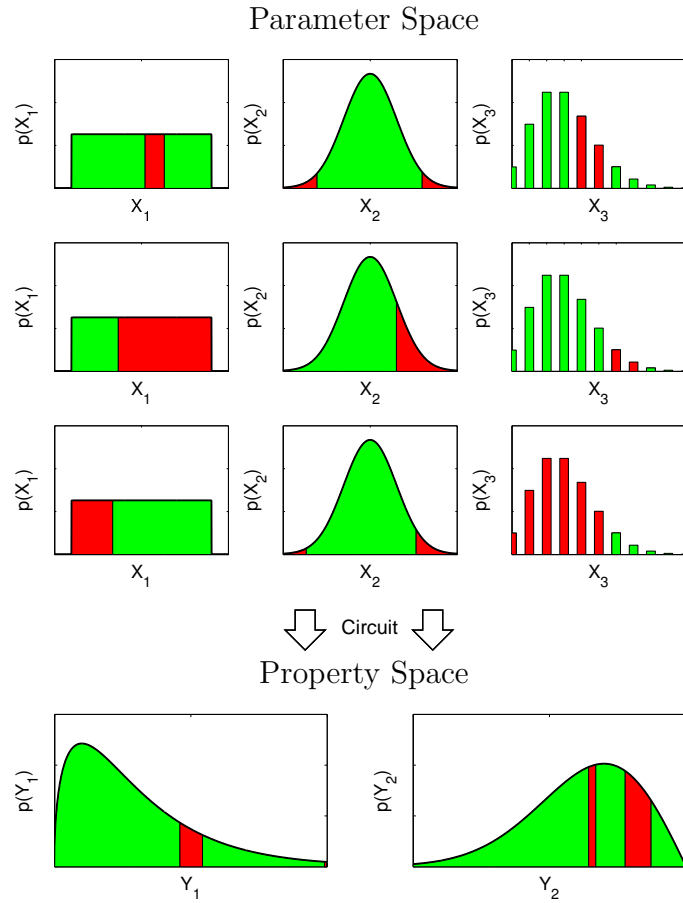 Parameter Space
p(X₁)
X₁
p(X₂)
X₂
p(X₃)
X₃
p(X₁)
X₁
p(X₂)
X₂
p(X₃)
X₃
p(X₁)
X₁
p(X₂)
X₂
p(X₃)
X₃
Circuit
Property Space
p(Y₁)
Y₁
p(Y₂)
Y₂